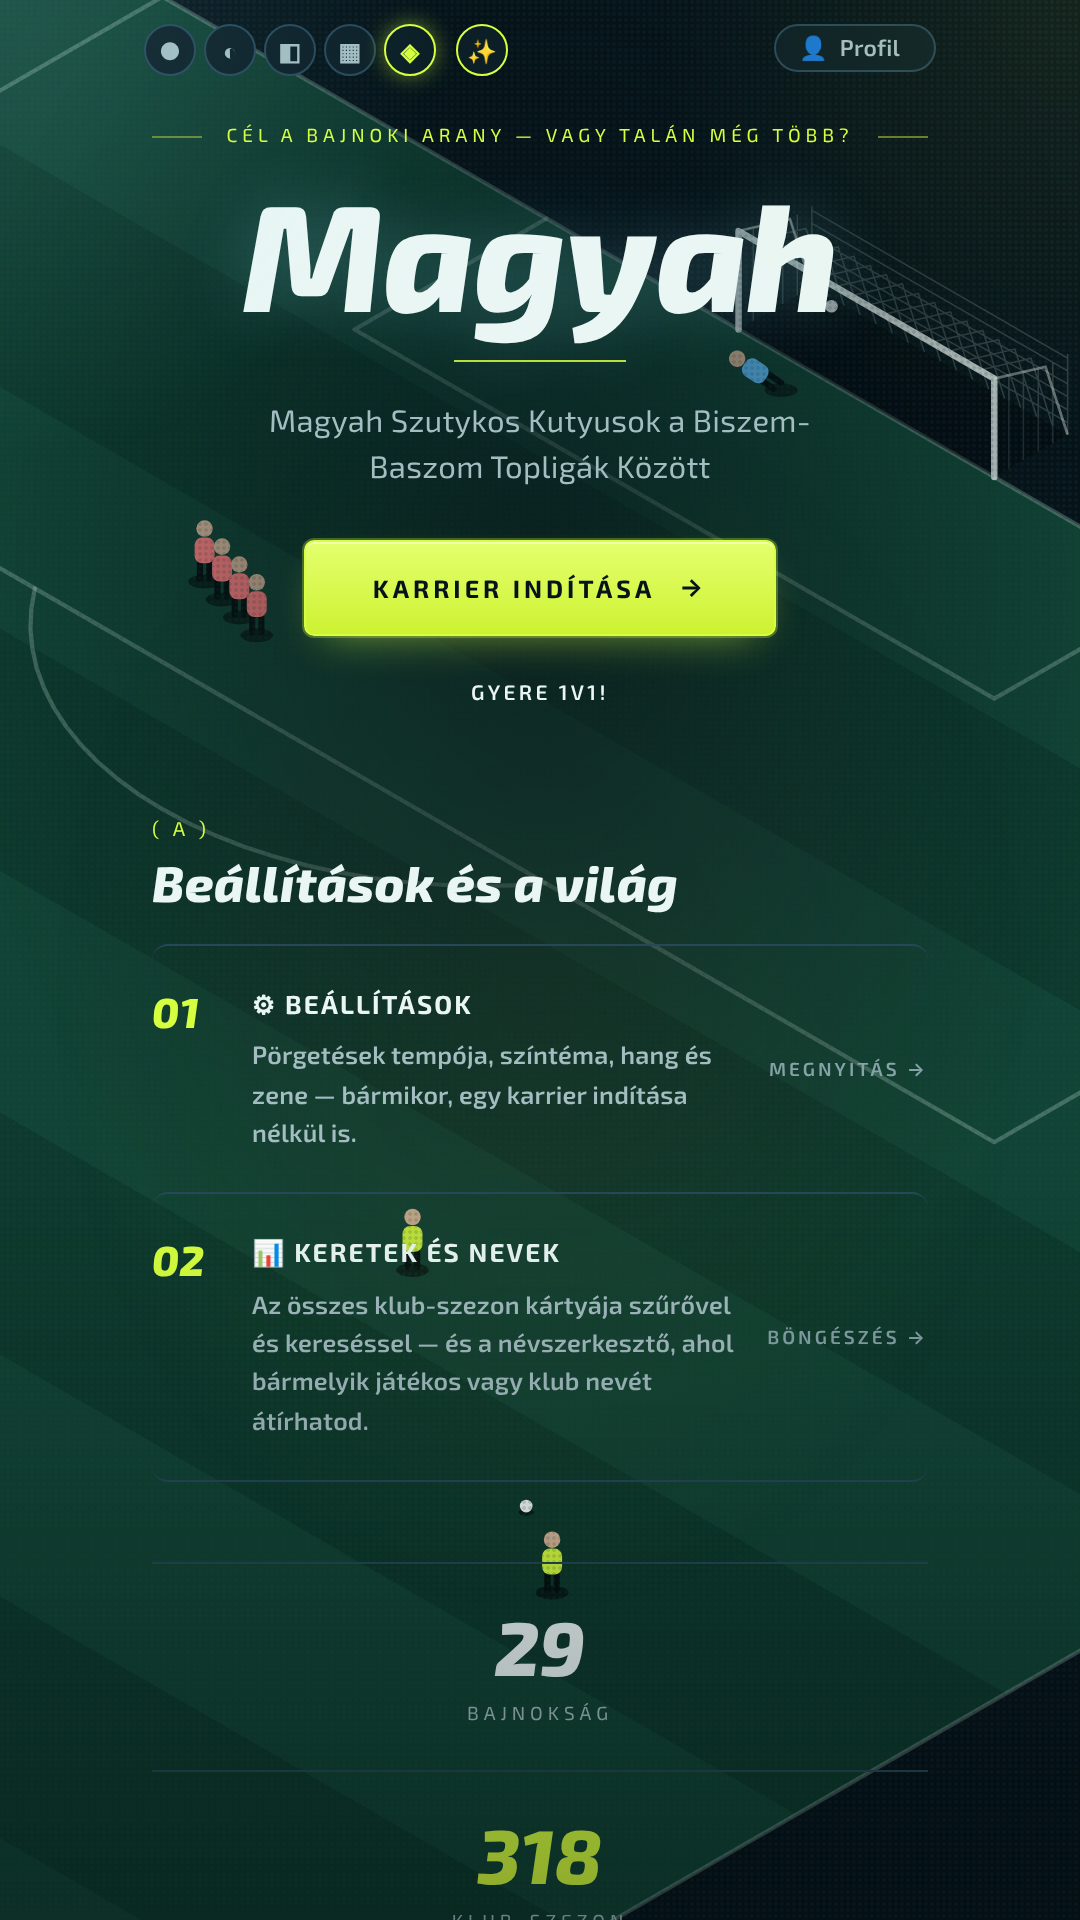 Profil
CÉL A BAJNOKI ARANY — VAGY TALÁN MÉG TÖBB?
Magyah
Magyah Szutykos Kutyusok a Biszem-
Baszom Topligák Között
KARRIER INDÍTÁSA →
GYERE 1V1!
( A )
Beállítások és a világ
01
⚙ BEÁLLÍTÁSOK
Pörgetések tempója, színtéma, hang és
zene — bármikor, egy karrier indítása
nélkül is.
MEGNYITÁS →
02
📊 KERETEK ÉS NEVEK
Az összes klub-szezon kártyája szűrővel
és kereséssel — és a névszerkesztő, ahol
bármelyik játékos vagy klub nevét
átírhatod.
BÖNGÉSZÉS →
29
BAJNOKSÁG
318
KLUB-SZEZON